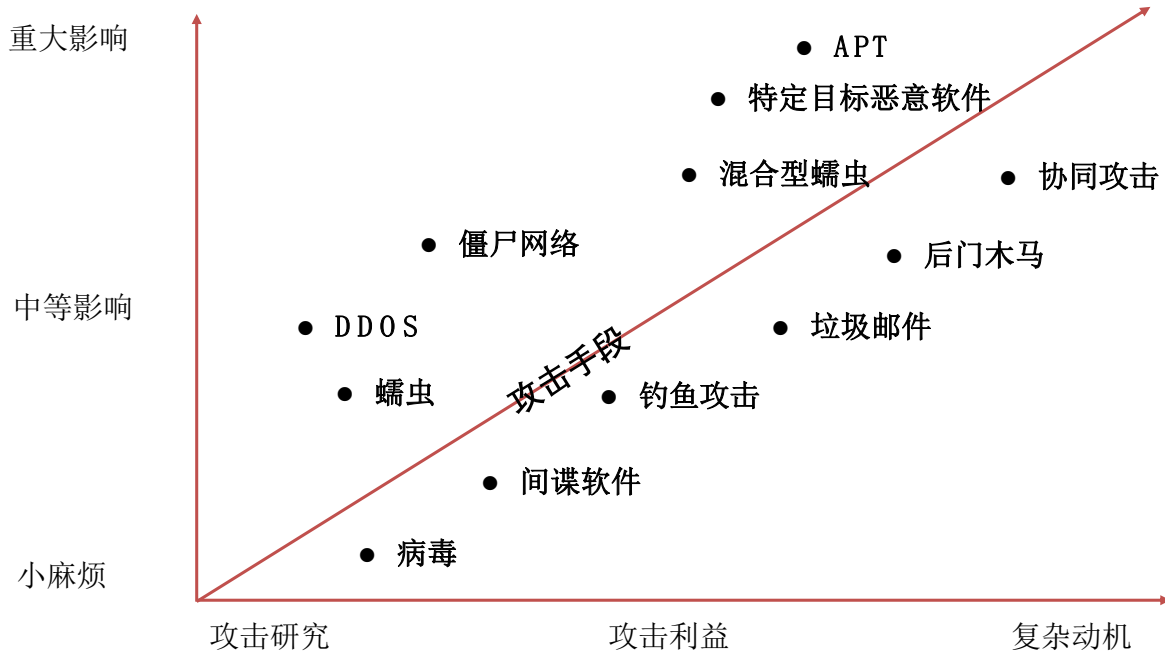 重大影响
APT
特定目标恶意软件
混合型蠕虫
协同攻击
僵尸网络
后门木马
中等影响
DDOS
垃圾邮件
攻击手段
蠕虫
钓鱼攻击
间谍软件
病毒
小麻烦
攻击研究
攻击利益
复杂动机